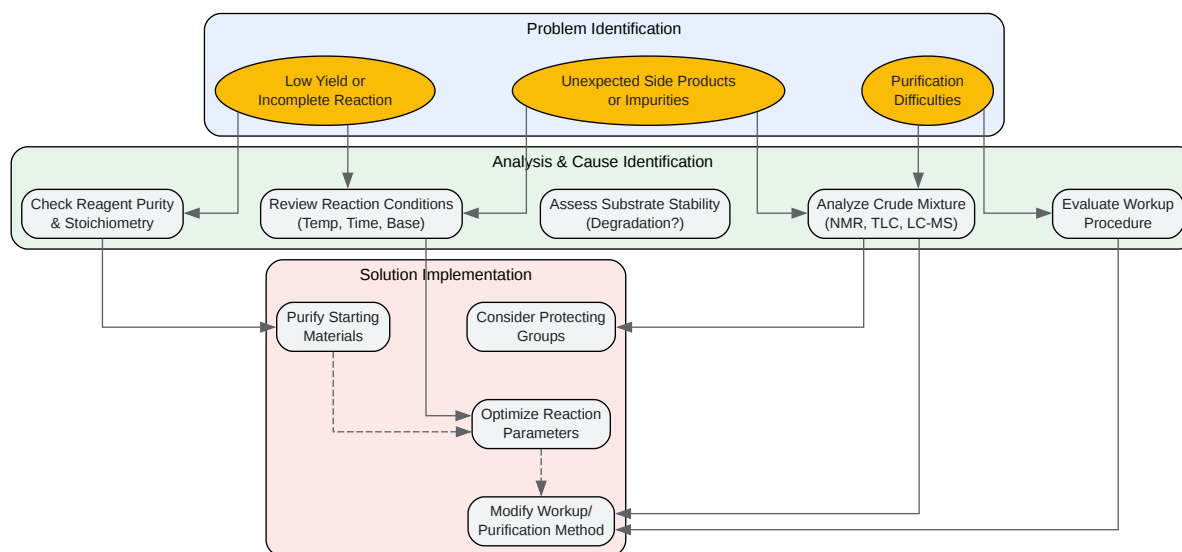 Problem Identification
Low Yield or
Incomplete Reaction
Unexpected Side Products
or Impurities
Purification
Difficulties
Analysis & Cause Identification
Check Reagent Purity
& Stoichiometry
Review Reaction Conditions
(Temp, Time, Base)
Assess Substrate Stability
(Degradation?)
Analyze Crude Mixture
(NMR, TLC, LC-MS)
Evaluate Workup
Procedure
Solution Implementation
Purify Starting
Materials
Consider Protecting
Groups
Optimize Reaction
Parameters
Modify Workup/
Purification Method